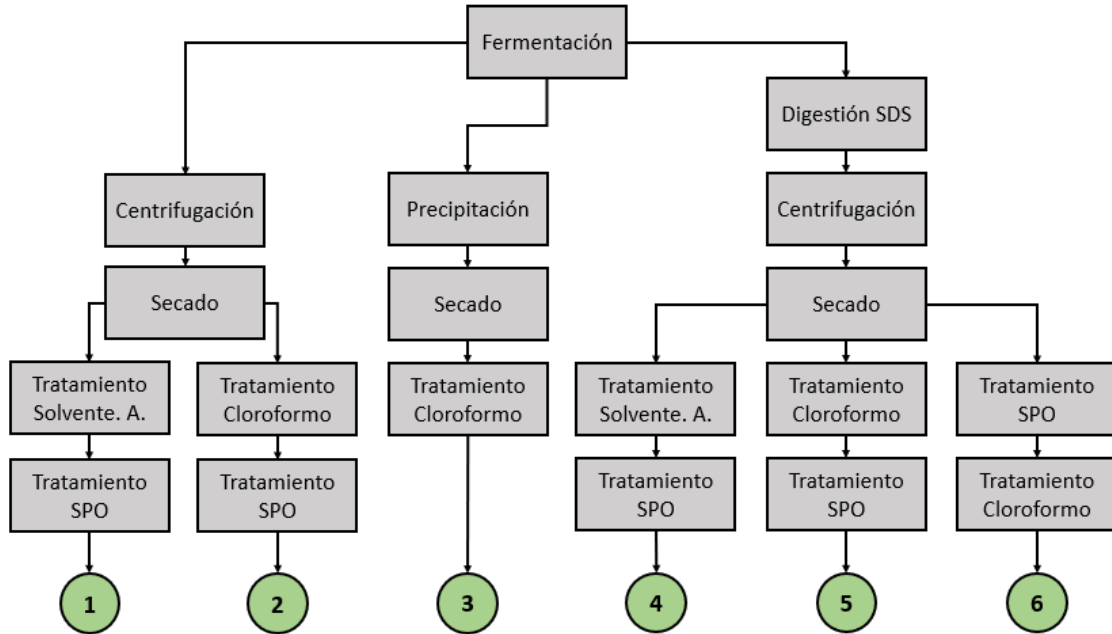 Fermentación
Digestión SDS
Centrifugación
Precipitación
Centrifugación
Secado
Secado
Secado
Tratamiento
Solvente. A.
Tratamiento
Cloroformo
Tratamiento
Cloroformo
Tratamiento
Solvente. A.
Tratamiento
Cloroformo
Tratamiento
SPO
Tratamiento
SPO
Tratamiento
SPO
Tratamiento
SPO
Tratamiento
SPO
Tratamiento
Cloroformo
1
2
3
4
5
6